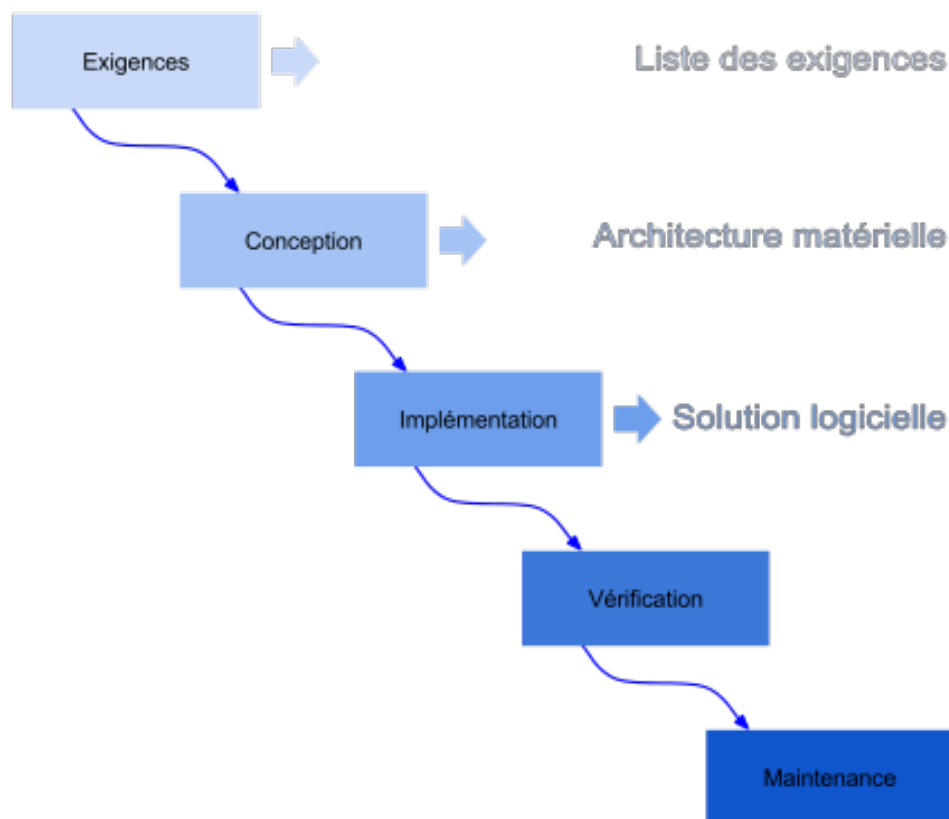 Exigences
Liste des exigences
Conception
Architecture matérielle
Implémentation
Solution logicielle
Vérification
Maintenance